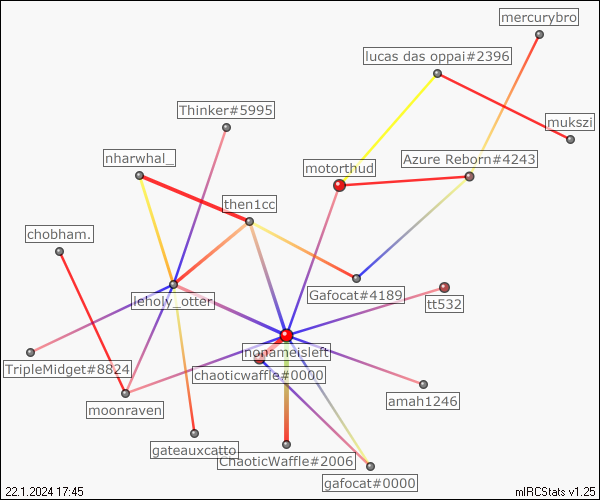 mercurybro
lucas das oppai#2396
Thinker#5995
mukszi
nharwhal_
motorthud
Azure Reborn#4243
then1cc
chobham.
Gafocat#4189
leholy_otter
tt532
nonameisleft
TripleMidget#8824
chaoticwaffle#0000
moonraven
amah1246
gateauxcatto
ChaoticWaffle#2006
gafocat#0000
22.1.2024 17:45
mIRCStats v1.25